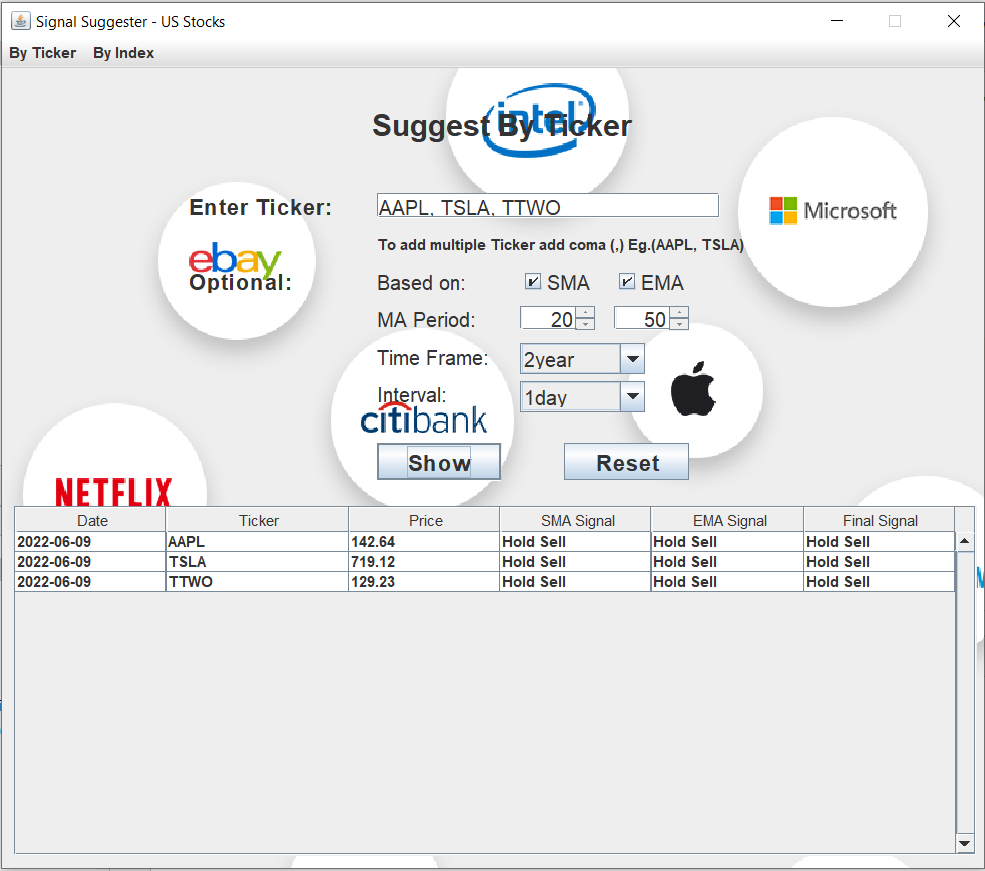 Signal Suggester - US Stocks
By Ticker By Index
intel
Suggest By Ticker
Enter Ticker: AAPL, TSLA, TTWO
Microsoft
To add multiple Ticker add coma (,) Eg.(AAPL, TSLA)
ebay
Optional:
Based on: SMA EMA
MA Period: 20 50
Time Frame: 2year
Interval: 1day
citibank
Show Reset
NETFLIX
Date Ticker Price SMA Signal EMA Signal Final Signal
2022-06-09 AAPL 142.64 Hold Sell Hold Sell Hold Sell
2022-06-09 TSLA 719.12 Hold Sell Hold Sell Hold Sell
2022-06-09 TTWO 129.23 Hold Sell Hold Sell Hold Sell